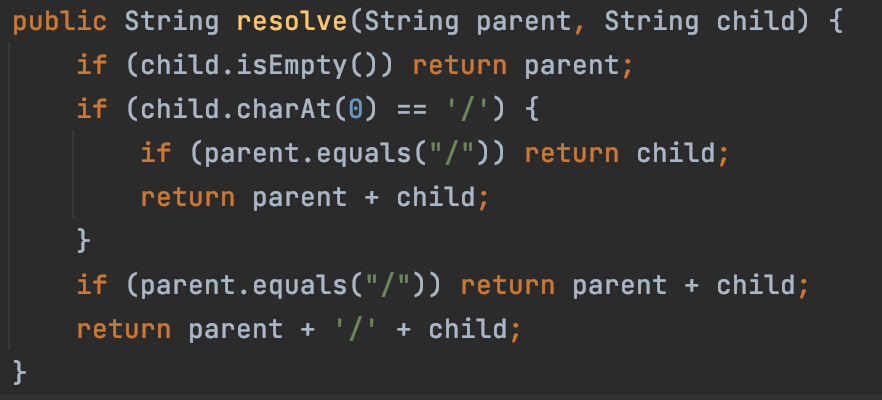 public String resolve(String parent, String child) {
    if (child.isEmpty()) return parent;
    if (child.charAt(0) == '/') {
        if (parent.equals("/")) return child;
        return parent + child;
    }
    if (parent.equals("/")) return parent + child;
    return parent + '/' + child;
}